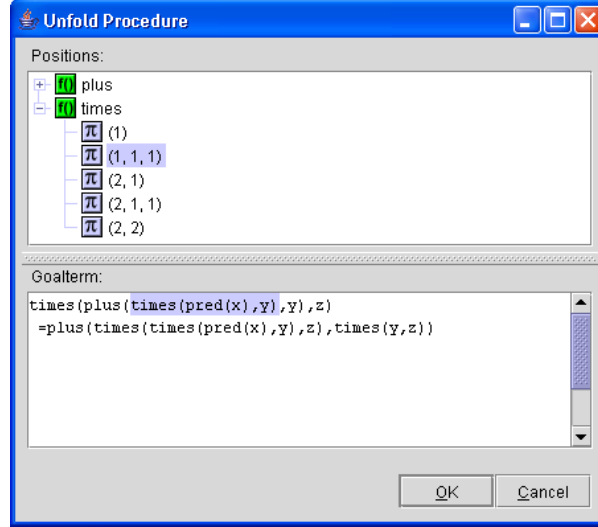 Unfold Procedure
Positions:
f() plus
f() times
π (1)
π (1, 1, 1)
π (2, 1)
π (2, 1, 1)
π (2, 2)
Goalterm:
times(plus(times(pred(x),y),y),z)
=plus(times(times(pred(x),y),z),times(y,z))
OK Cancel